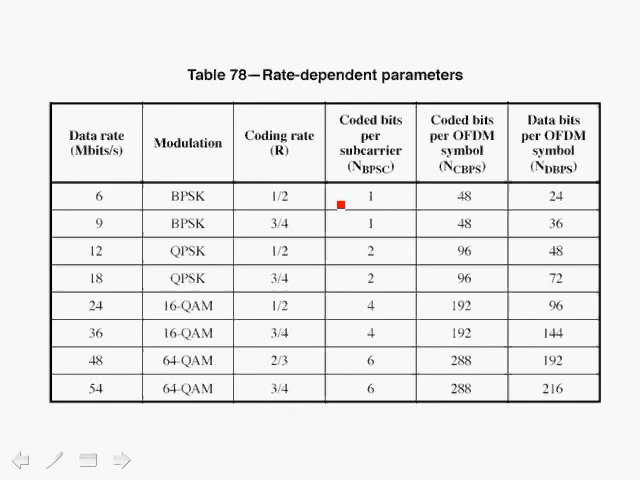 Table 78—Rate-dependent parameters
Data rate (Mbits/s) Modulation Coding rate (R) Coded bits per subcarrier (NBPSC) Coded bits per OFDM symbol (NCBPS) Data bits per OFDM symbol (NDBPS)
6 BPSK 1/2 1 48 24
9 BPSK 3/4 1 48 36
12 QPSK 1/2 2 96 48
18 QPSK 3/4 2 96 72
24 16-QAM 1/2 4 192 96
36 16-QAM 3/4 4 192 144
48 64-QAM 2/3 6 288 192
54 64-QAM 3/4 6 288 216